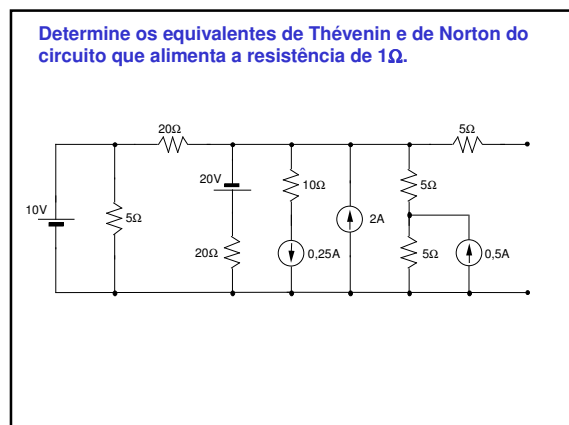 Determine os equivalentes de Thévenin e de Norton do
circuito que alimenta a resistência de 1Ω.
20Ω
5Ω
20V
10Ω
5Ω
10V
5Ω
2A
20Ω
0,25A
5Ω
0,5A